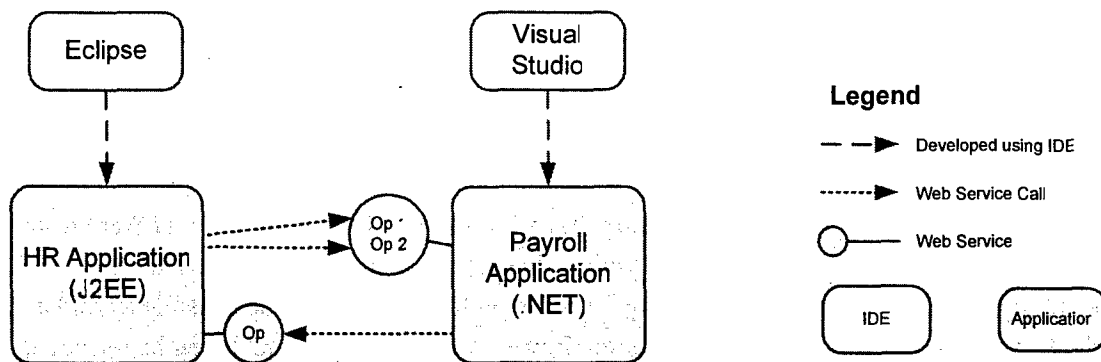 Eclipse
Visual
Studio
Legend
Developed using IDE
Web Service Call
Web Service
IDE
HR Application
(J2EE)
Op
Op 2
Payroll
Application
(.NET)
Op